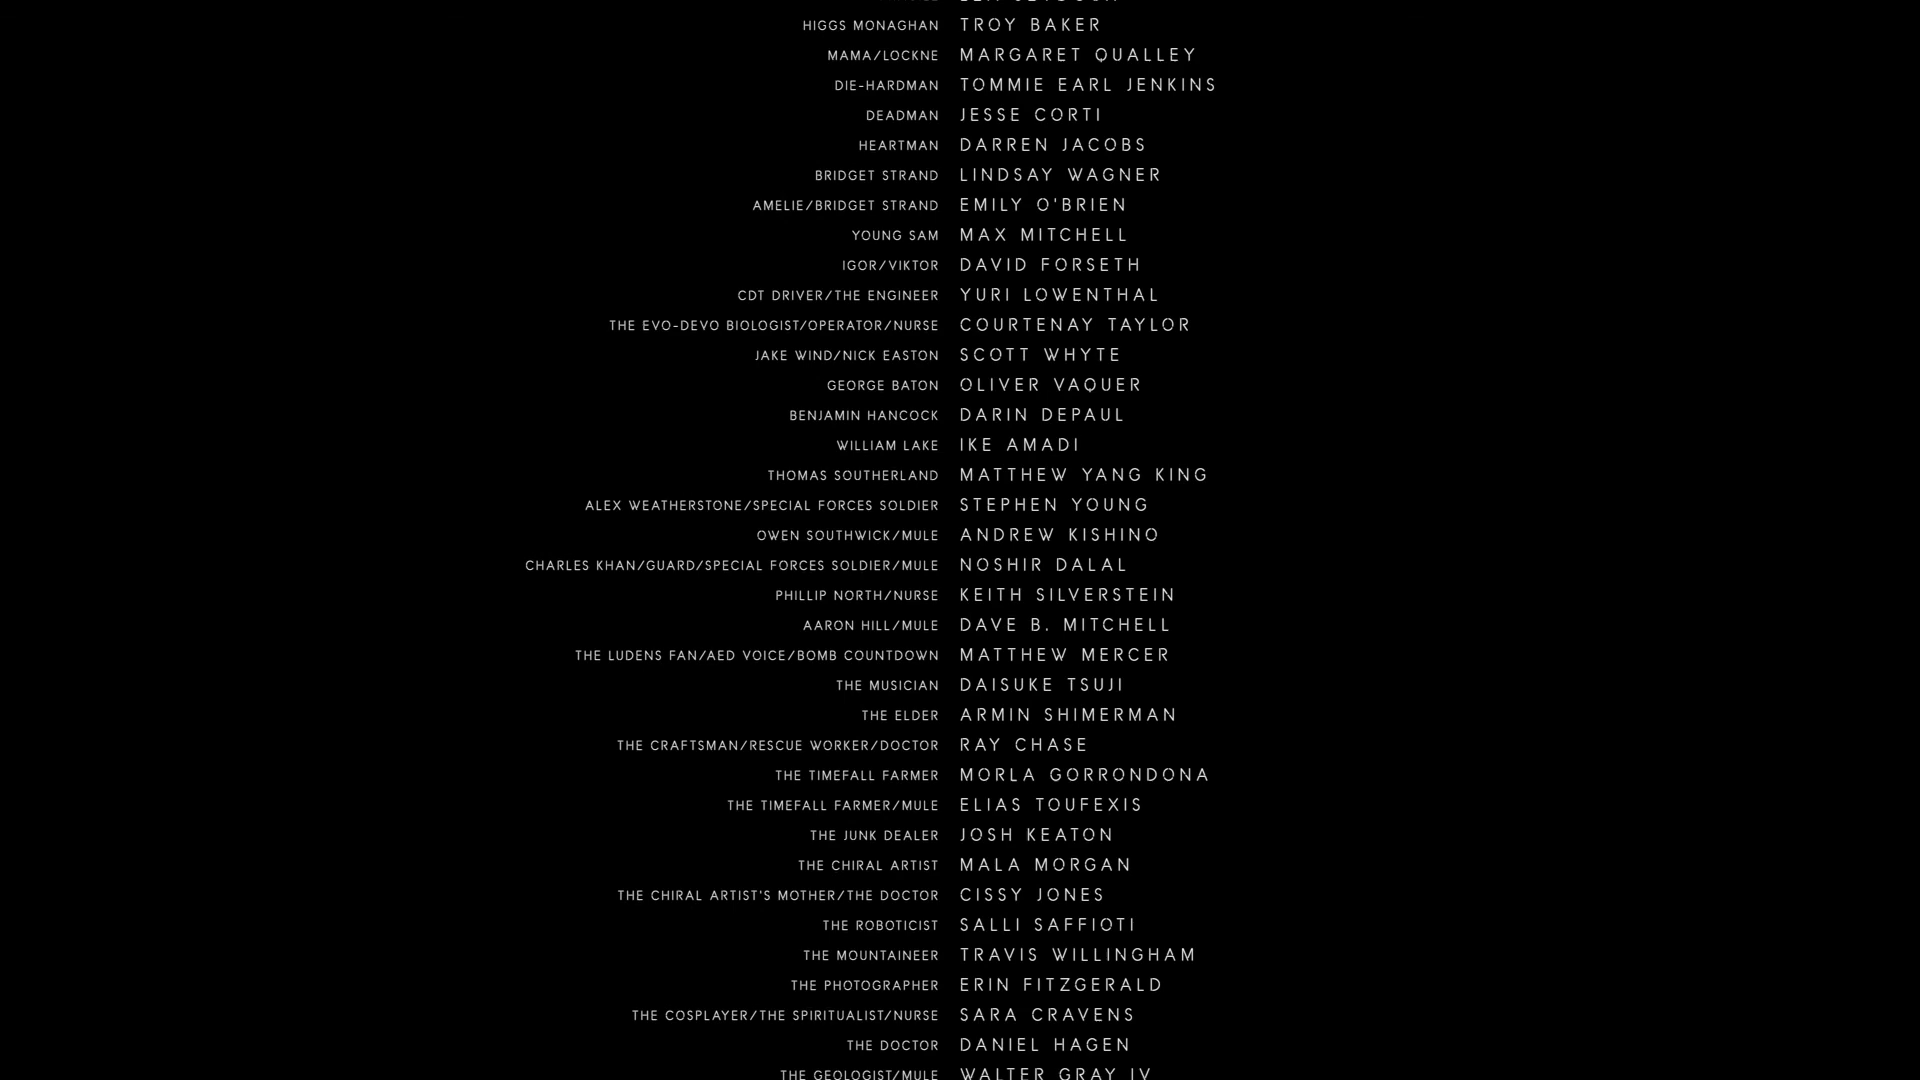 HIGGS MONAGHAN TROY BAKER
MAMA/LOCKNE MARGARET QUALLEY
DIE-HARDMAN TOMMIE EARL JENKINS
DEADMAN JESSE CORTI
HEARTMAN DARREN JACOBS
BRIDGET STRAND LINDSAY WAGNER
AMELIE/BRIDGET STRAND EMILY O'BRIEN
YOUNG SAM MAX MITCHELL
IGOR/VIKTOR DAVID FORSETH
CDT DRIVER/THE ENGINEER YURI LOWENTHAL
THE EVO-DEVO BIOLOGIST/OPERATOR/NURSE COURTENAY TAYLOR
JAKE WIND/NICK EASTON SCOTT WHYTE
GEORGE BATON OLIVER VAQUER
BENJAMIN HANCOCK DARIN DEPAUL
WILLIAM LAKE IKE AMADI
THOMAS SOUTHERLAND MATTHEW YANG KING
ALEX WEATHERSTONE/SPECIAL FORCES SOLDIER STEPHEN YOUNG
OWEN SOUTHWICK/MULE ANDREW KISHINO
CHARLES KHAN/GUARD/SPECIAL FORCES SOLDIER/MULE NOSHIR DALAL
PHILLIP NORTH/NURSE KEITH SILVERSTEIN
AARON HILL/MULE DAVE B. MITCHELL
THE LUDENS FAN/AED VOICE/BOMB COUNTDOWN MATTHEW MERCER
THE MUSICIAN DAISUKE TSUJI
THE ELDER ARMIN SHIMERMAN
THE CRAFTSMAN/RESCUE WORKER/DOCTOR RAY CHASE
THE TIMEFALL FARMER MORLA GORRONDONA
THE TIMEFALL FARMER/MULE ELIAS TOUFEXIS
THE JUNK DEALER JOSH KEATON
THE CHIRAL ARTIST MALA MORGAN
THE CHIRAL ARTIST'S MOTHER/THE DOCTOR CISSY JONES
THE ROBOTICIST SALLI SAFFIOTI
THE MOUNTAINEER TRAVIS WILLINGHAM
THE PHOTOGRAPHER ERIN FITZGERALD
THE COSPLAYER/THE SPIRITUALIST/NURSE SARA CRAVENS
THE DOCTOR DANIEL HAGEN
THE GEOLOGIST/MULE WALTER GRAY IV